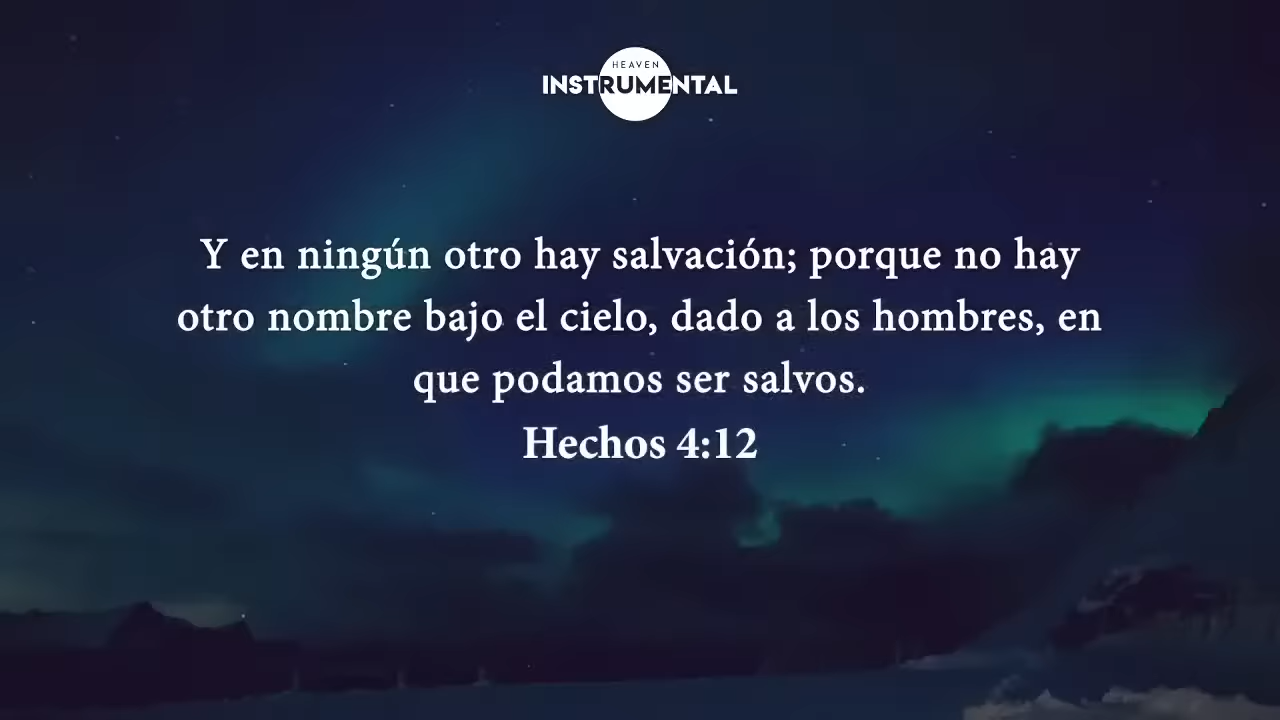 HEAVEN
INSTRUMENTAL
Y en ningún otro hay salvación; porque no hay
otro nombre bajo el cielo, dado a los hombres, en
que podamos ser salvos.
Hechos 4:12